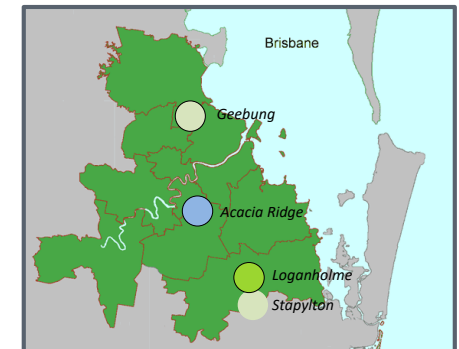 Brisbane
Geebung
Acacia Ridge
Loganholme
Stapylton